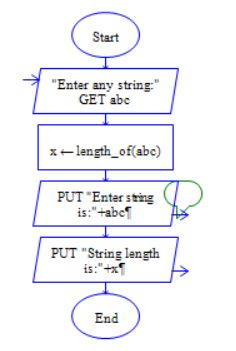 Start
"Enter any string:"
GET abc
x ← length_of(abc)
PUT "Enter string
is:"+abc¶
PUT "String length
is:"+x¶
End